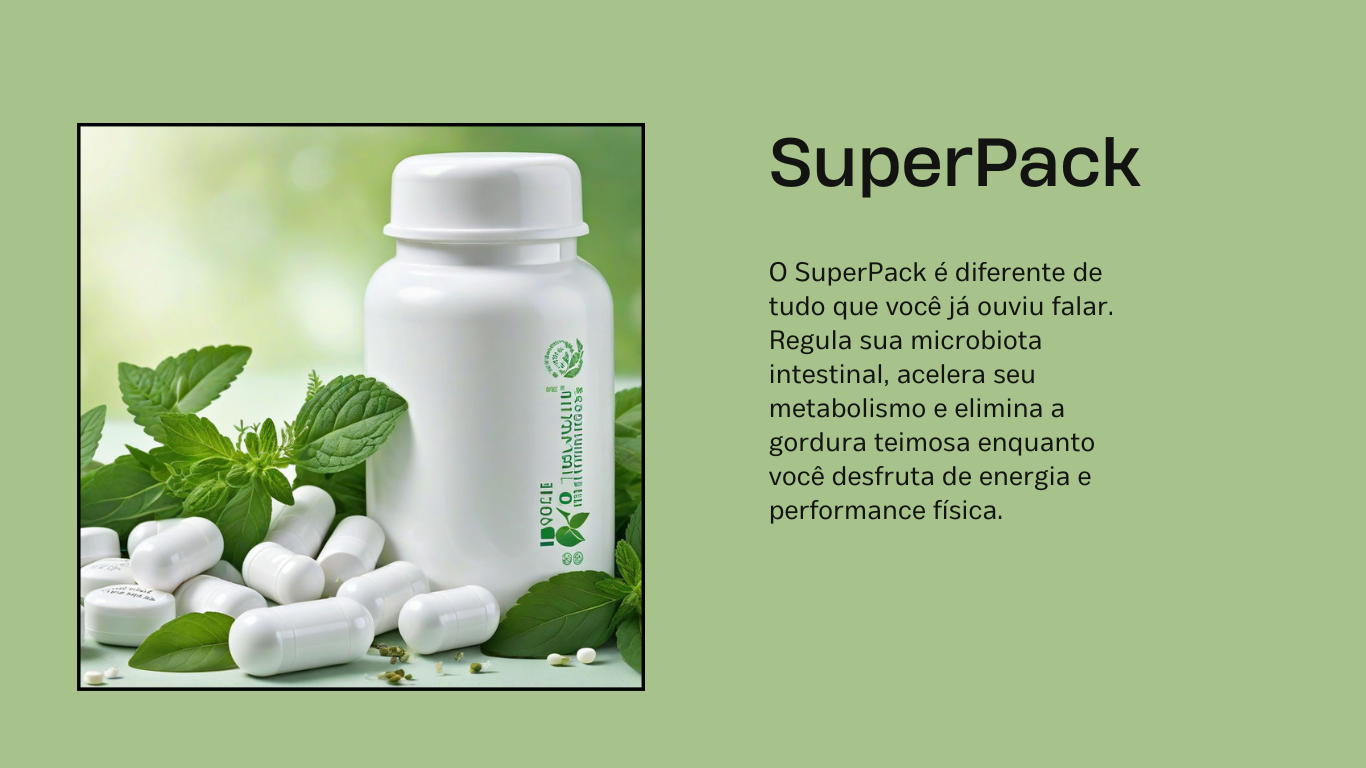 SuperPack
O SuperPack é diferente de
tudo que você já ouviu falar.
Regula sua microbiota
intestinal, acelera seu
metabolismo e elimina a
gordura teimosa enquanto
você desfruta de energia e
performance física.